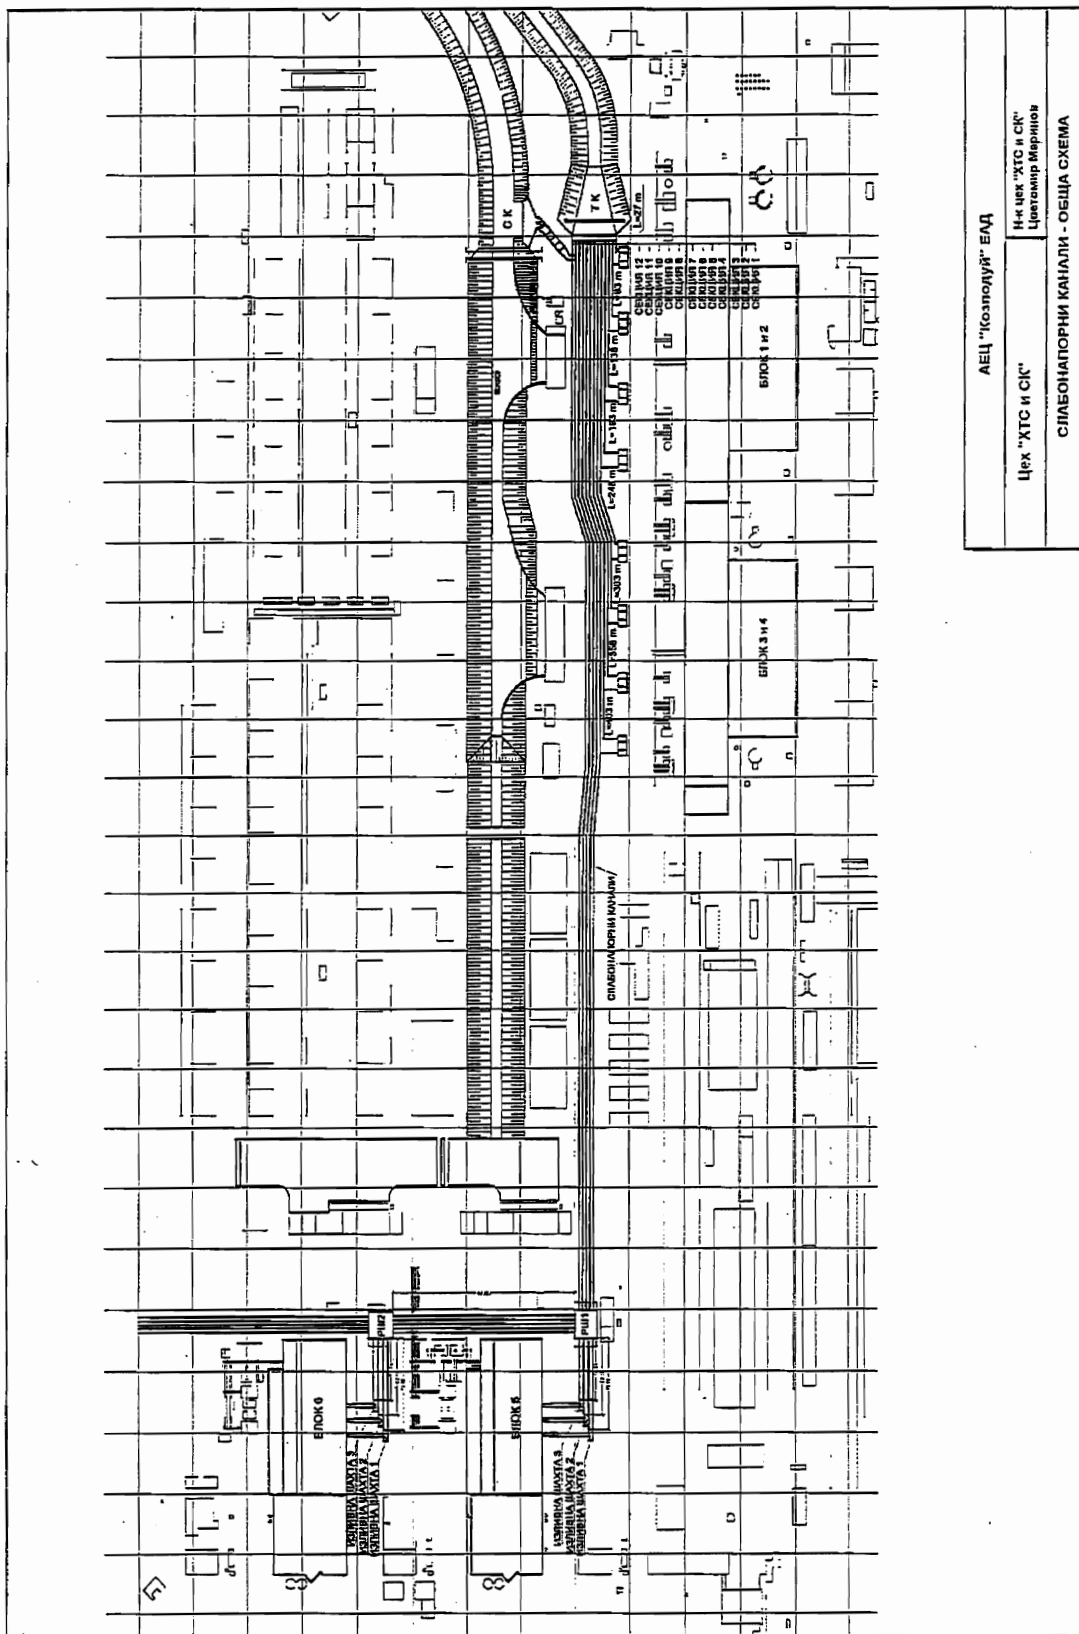 СК
ТК
L=27 m
СЕКЦИЯ 12
СЕКЦИЯ 11
СЕКЦИЯ 10
СЕКЦИЯ 9
СЕКЦИЯ 8
СЕКЦИЯ 7
СЕКЦИЯ 6
СЕКЦИЯ 5
СЕКЦИЯ 4
СЕКЦИЯ 3
СЕКЦИЯ 2
СЕКЦИЯ 1
L=83 m
L=138 m
L=193 m
L=248 m
L=303 m
L=358 m
L=403 m
БЛОК 1 и 2
БЛОК 3 и 4
СЛАБОНАПОРНИ КАНАЛИ
РШ2
РШ1
БЛОК 6
БЛОК 5
ИЗЛИВНА ШАХТА 3
ИЗЛИВНА ШАХТА 2
ИЗЛИВНА ШАХТА 1
ИЗЛИВНА ШАХТА 3
ИЗЛИВНА ШАХТА 2
ИЗЛИВНА ШАХТА 1
АЕЦ "Козлодуй" ЕАД
Цех "ХТС и СК"
Н-к цех "ХТС и СК"
Цветомир Маринов
СЛАБОНАПОРНИ КАНАЛИ - ОБЩА СХЕМА